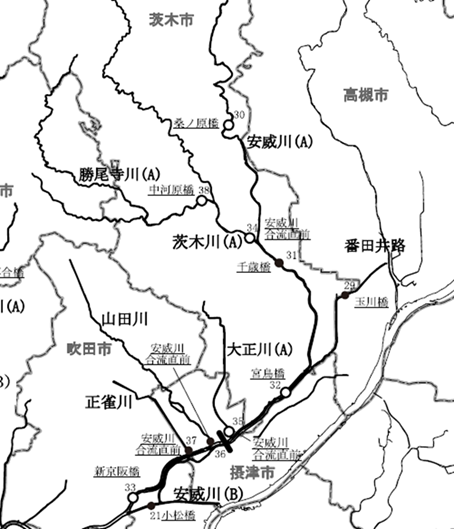 茨木市
高槻市
桑ノ原橋
30
安威川(A)
勝尾寺川(A)
中河原橋
38
市
茨木川(A)
34
安威川
合流直前
番田井路
千歳橋
31
29
玉川橋
合橋
川(A)
山田川
吹田市
安威川
合流直前
大正川(A)
宮鳥橋
32
3)
正雀川
安威川
合流直前
37
35
36
安威川
合流直前
摂津市
新京阪橋
33
安威川(B)
21
小松橋